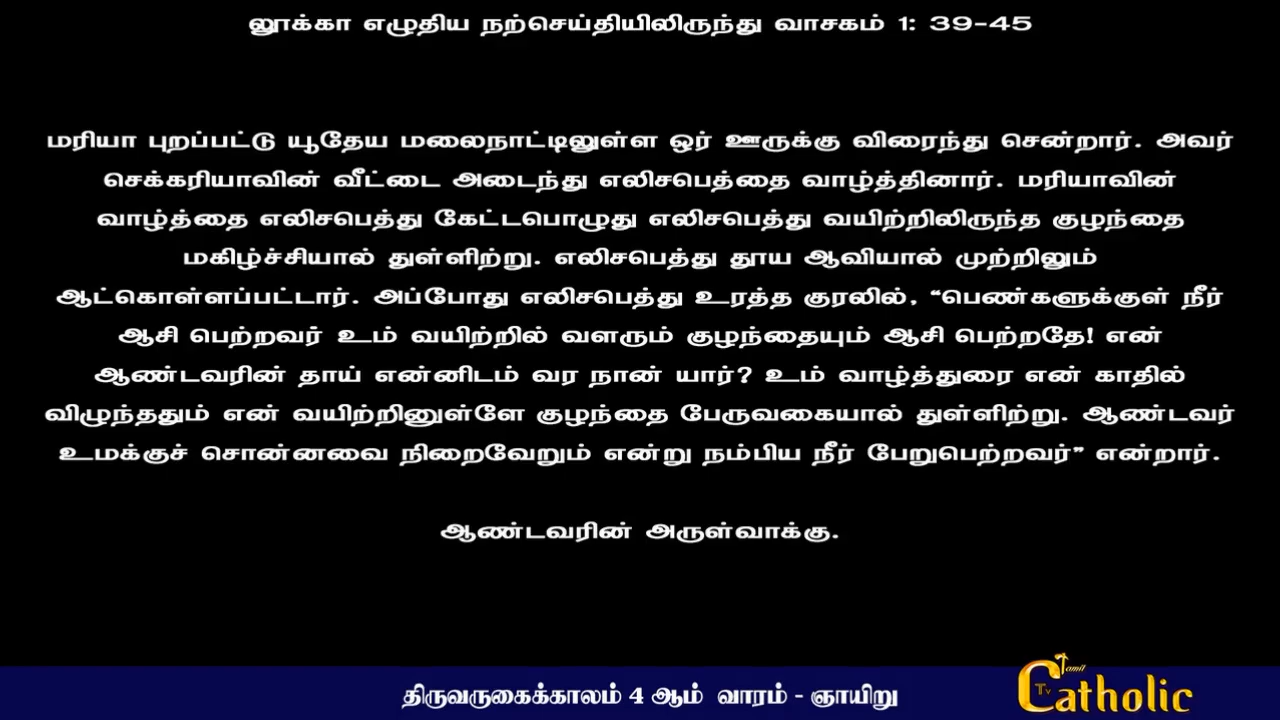 லூக்கா எழுதிய நற்செய்தியிலிருந்து வாசகம் 1: 39-45
மரியா புறப்பட்டு யூதேய மலைநாட்டிலுள்ள ஒர் ஊருக்கு விரைந்து சென்றார். அவர்
செக்கரியாவின் வீட்டை அடைந்து எலிசபெத்தை வாழ்த்தினார். மரியாவின்
வாழ்த்தை எலிசபெத்து கேட்டபொழுது எலிசபெத்து வயிற்றிலிருந்த குழந்தை
மகிழ்ச்சியால் துள்ளிற்று. எலிசபெத்து தூய ஆவியால் முற்றிலும்
ஆட்கொள்ளப்பட்டார். அப்போது எலிசபெத்து உரத்த குரலில், “பெண்களுக்குள் நீர்
ஆசி பெற்றவர் உம் வயிற்றில் வளரும் குழந்தையும் ஆசி பெற்றதே! என்
ஆண்டவரின் தாய் என்னிடம் வர நான் யார்? உம் வாழ்த்துரை என் காதில்
விழுந்ததும் என் வயிற்றினுள்ளே குழந்தை பேருவகையால் துள்ளிற்று. ஆண்டவர்
உமக்குச் சொன்னவை நிறைவேறும் என்று நம்பிய நீர் பேறுபெற்றவர்” என்றார்.
ஆண்டவரின் அருள்வாக்கு.
திருவருகைக்காலம் 4 ஆம் வாரம் - ஞாயிறு
Tamil Catholic Tv